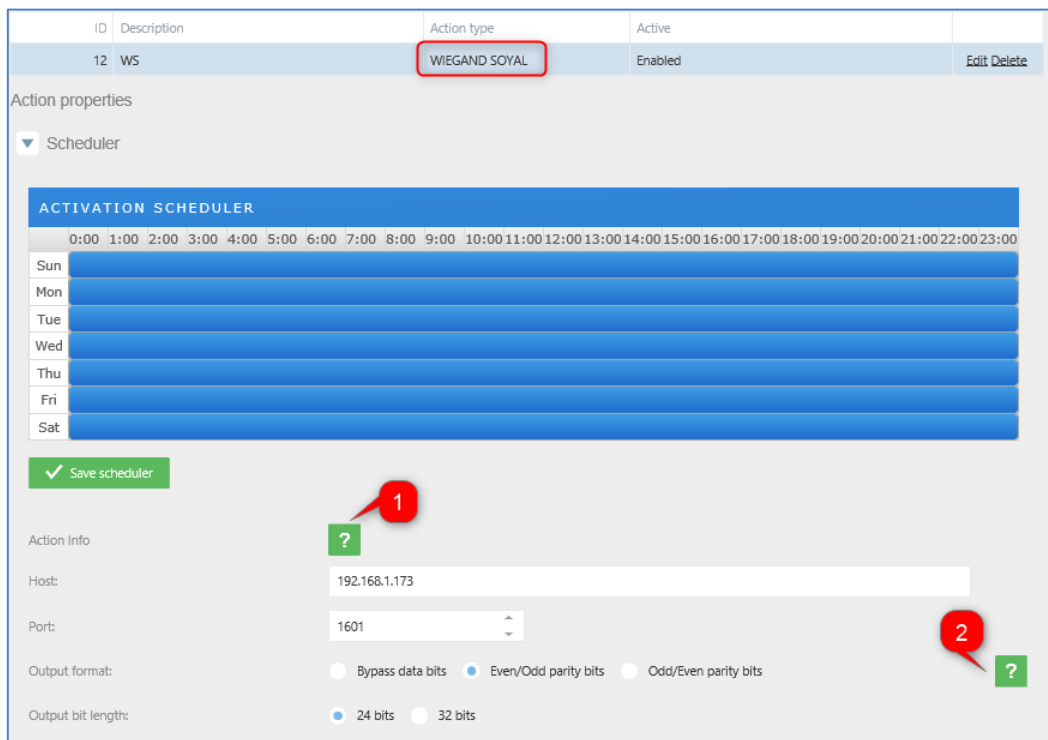 ID Description Action type Active
12 WS WIEGAND SOYAL Enabled Edit Delete
Action properties
Scheduler
ACTIVATION SCHEDULER
0:00 1:00 2:00 3:00 4:00 5:00 6:00 7:00 8:00 9:00 10:00 11:00 12:00 13:00 14:00 15:00 16:00 17:00 18:00 19:00 20:00 21:00 22:00 23:00
Sun
Mon
Tue
Wed
Thu
Fri
Sat
Save scheduler
1
Action Info ?
Host: 192.168.1.173
Port: 1601
2
Output format: Bypass data bits Even/Odd parity bits Odd/Even parity bits ?
Output bit length: 24 bits 32 bits